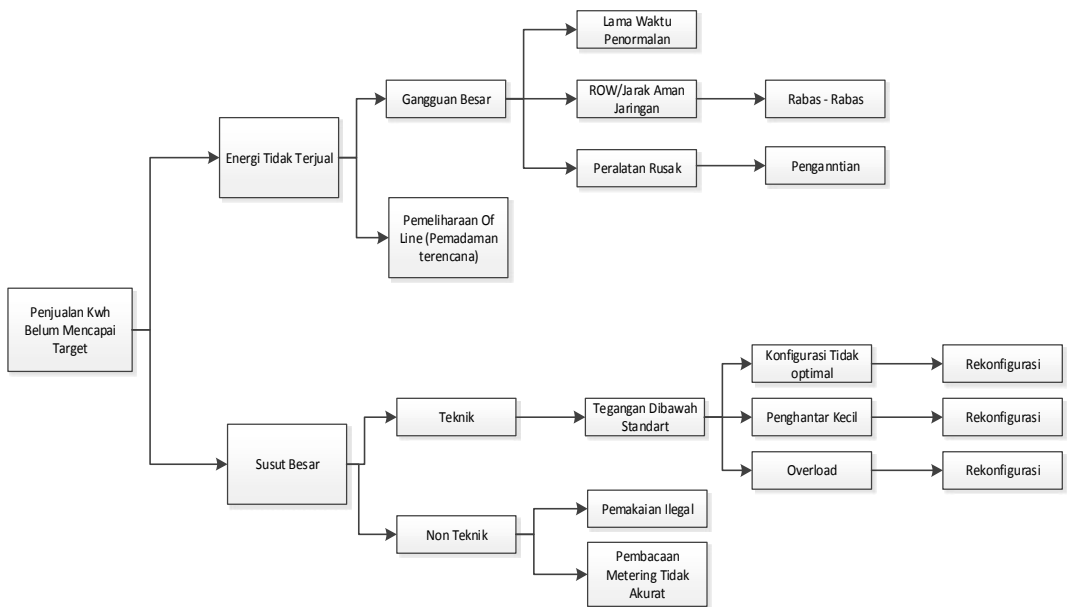 Lama Waktu
Penormalan
Gangguan Besar
ROW/Jarak Aman
Jaringan
Rabas - Rabas
Energi Tidak Terjual
Peralatan Rusak
Penganntian
Pemeliharaan Of
Line (Pemadaman
terencana)
Penjualan Kwh
Belum Mencapai
Target
Konfigurasi Tidak
optimal
Rekonfigurasi
Teknik
Tegangan Dibawah
Standart
Penghantar Kecil
Rekonfigurasi
Susut Besar
Overload
Rekonfigurasi
Non Teknik
Pemakaian Ilegal
Pembacaan
Metering Tidak
Akurat